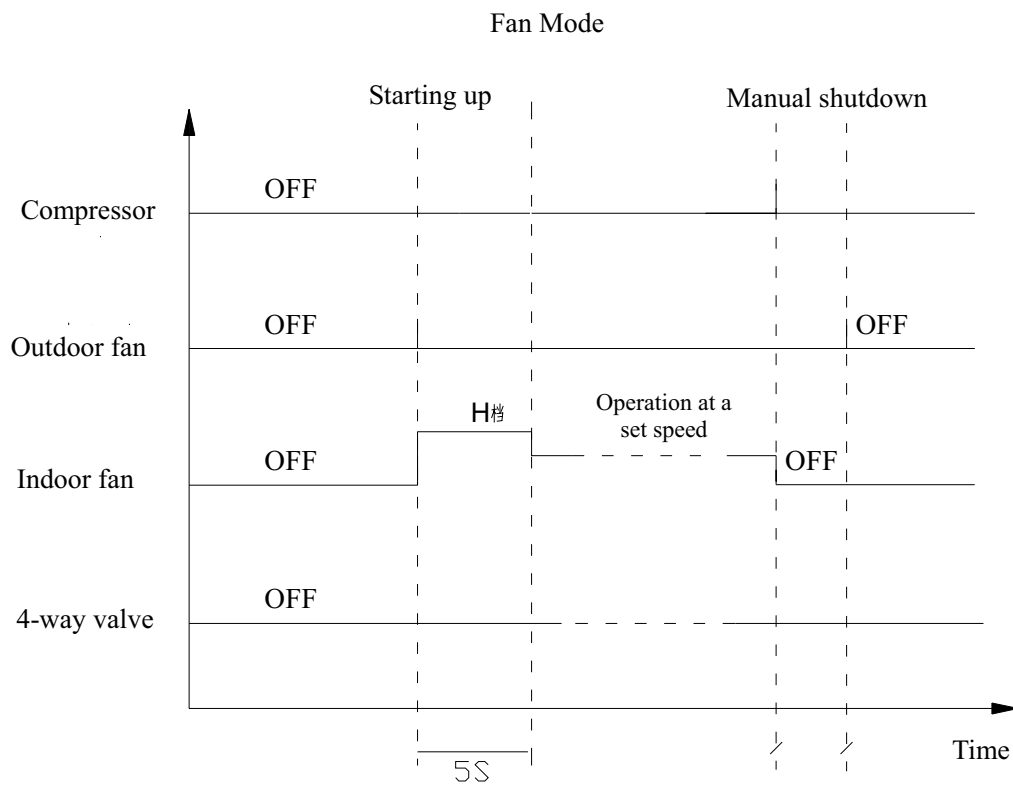 Fan Mode
Starting up
Manual shutdown
OFF
Compressor
OFF
OFF
Outdoor fan
H档
Operation at a
set speed
OFF
OFF
Indoor fan
OFF
4-way valve
Time
5S